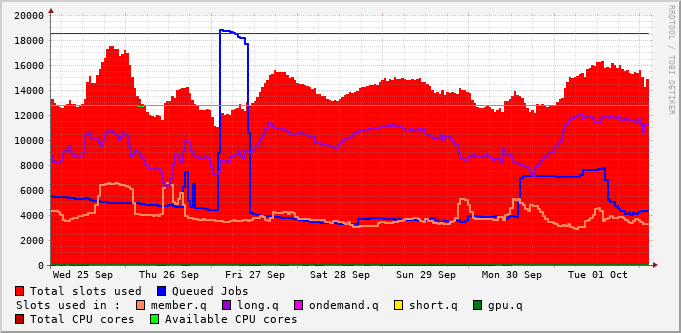 20000
18000
16000
14000
12000
10000
8000
6000
4000
2000
0
Wed 25 Sep Thu 26 Sep Fri 27 Sep Sat 28 Sep Sun 29 Sep Mon 30 Sep Tue 01 Oct
Total slots used Queued Jobs
Slots used in : member.q long.q ondemand.q short.q gpu.q
Total CPU cores Available CPU cores
RRDTOOL / TOBI OETIKER